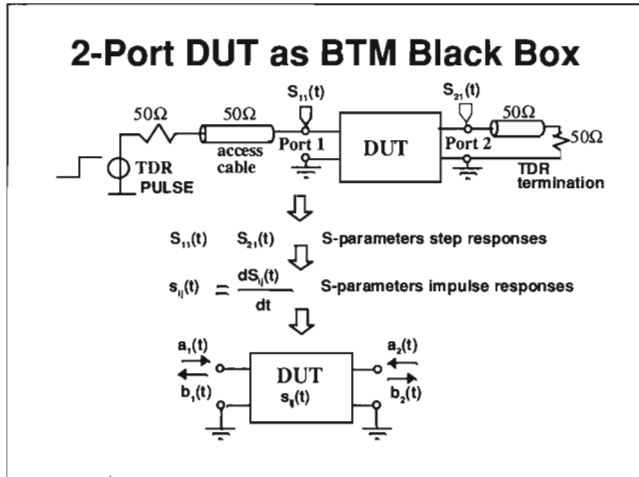 2-Port DUT as BTM Black Box
S₁₁(t)
S₂₁(t)
50Ω
50Ω
50Ω
50Ω
Port 1
DUT
Port 2
access
cable
TDR
PULSE
TDR
termination
S₁₁(t) S₂₁(t) S-parameters step responses
sᵢⱼ(t) = dSᵢⱼ(t) S-parameters impulse responses
dt
a₁(t)
a₂(t)
DUT
b₁(t)
sᵢⱼ(t)
b₂(t)